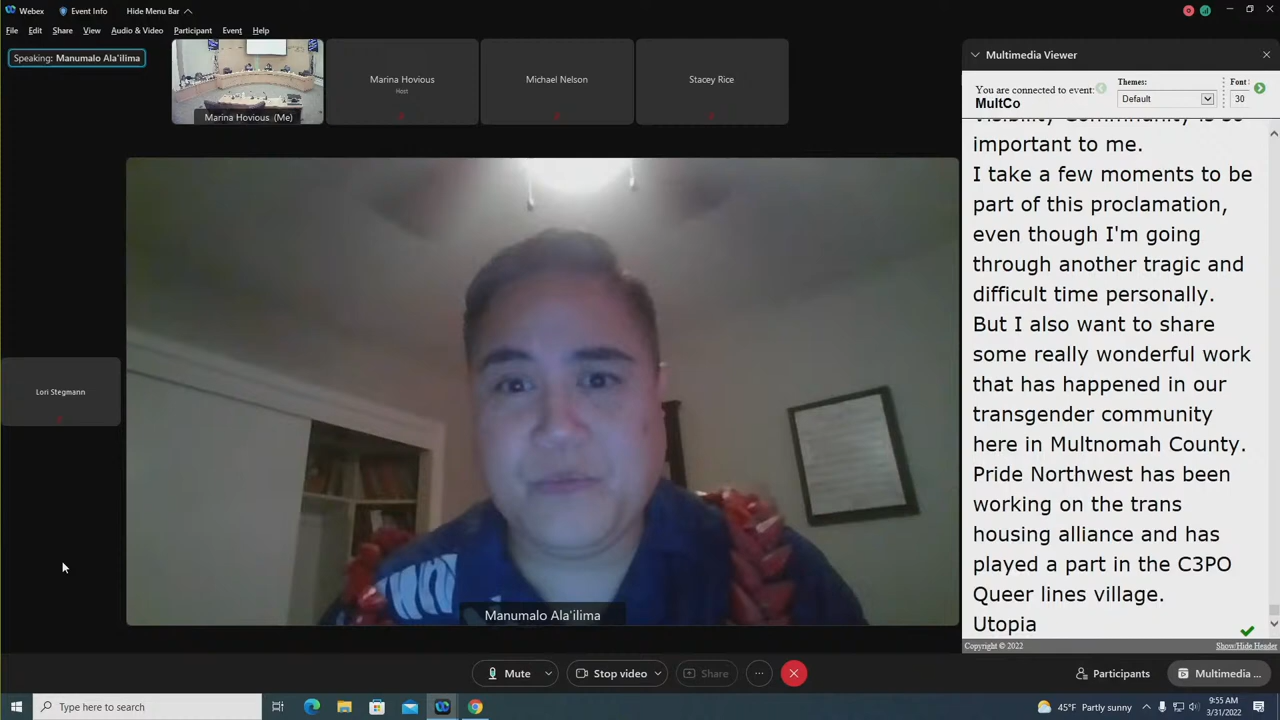 Webex
Event Info
Hide Menu Bar
File
Edit
Share
View
Audio & Video
Participant
Event
Help
Speaking: Manumalo Ala'ilima
Marina Hovious (Me)
Marina Hovious
Host
Michael Nelson
Stacey Rice
Lori Stegmann
Manumalo Ala'ilima
Multimedia Viewer
You are connected to event:
MultCo
Themes:
Default
Font
30
important to me.
I take a few moments to be
part of this proclamation,
even though I'm going
through another tragic and
difficult time personally.
But I also want to share
some really wonderful work
that has happened in our
transgender community
here in Multnomah County.
Pride Northwest has been
working on the trans
housing alliance and has
played a part in the C3PO
Queer lines village.
Utopia
Copyright © 2022
Show/Hide Header
Mute
Stop video
Share
Participants
Multimedia ...
Type here to search
45°F Partly sunny
9:55 AM
3/31/2022